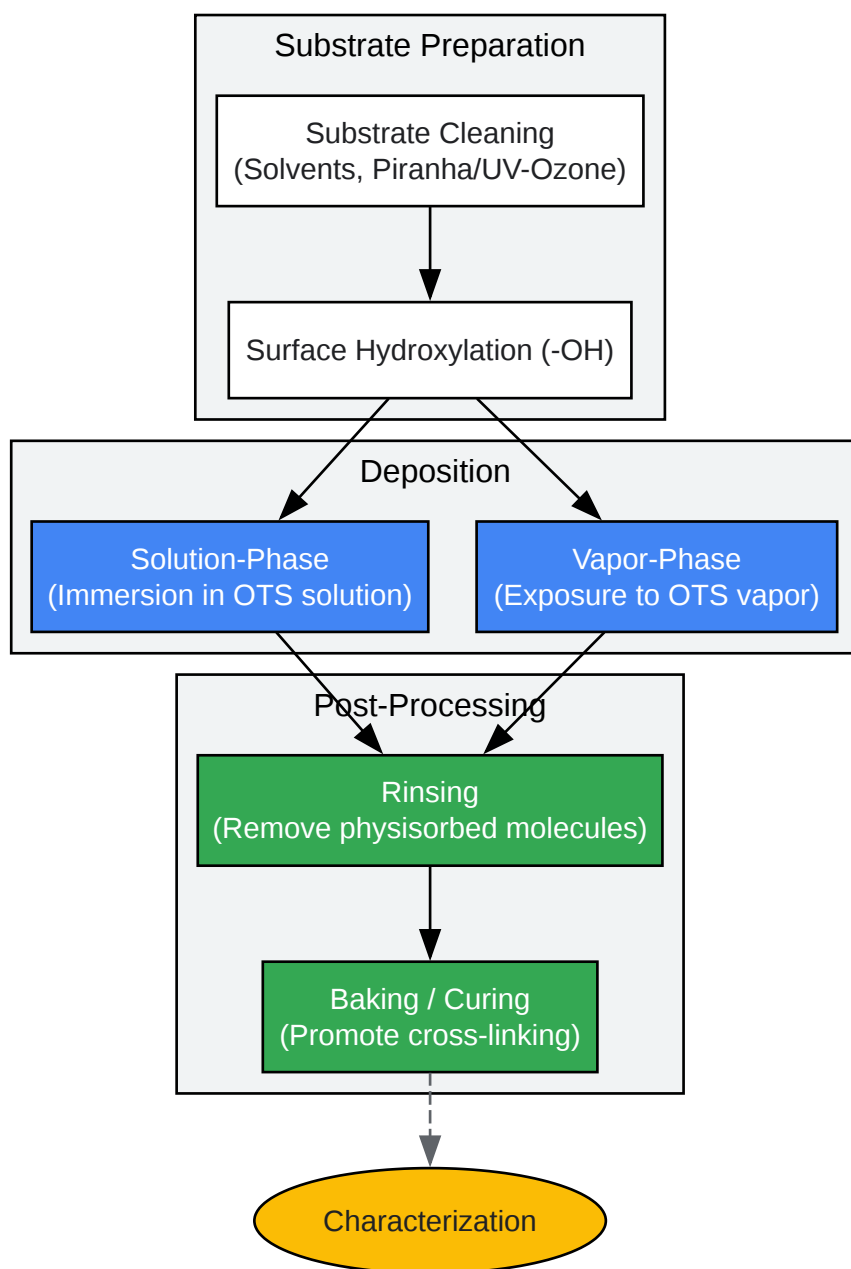 Substrate Preparation
Substrate Cleaning
(Solvents, Piranha/UV-Ozone)
Surface Hydroxylation (-OH)
Deposition
Solution-Phase
(Immersion in OTS solution)
Vapor-Phase
(Exposure to OTS vapor)
Post-Processing
Rinsing
(Remove physisorbed molecules)
Baking / Curing
(Promote cross-linking)
Characterization